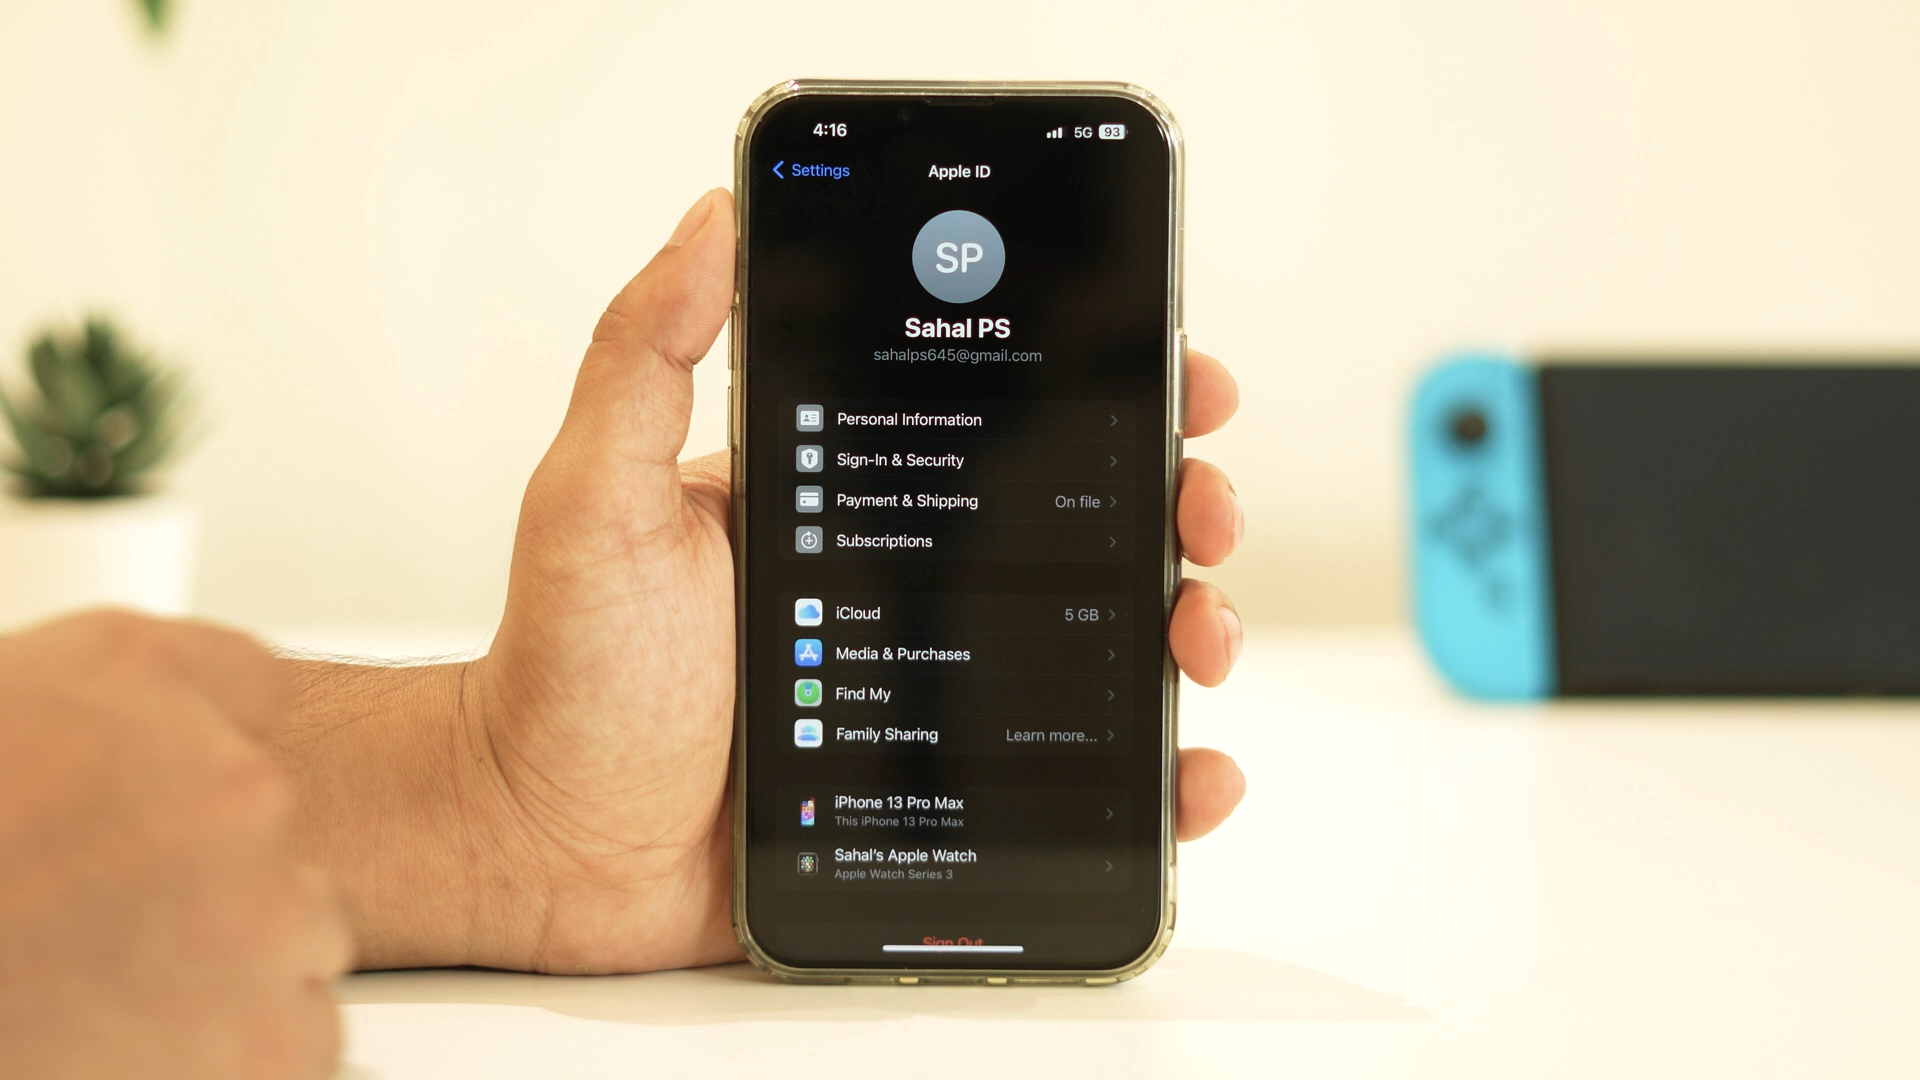 4:16
5G 93
Settings
Apple ID
SP
Sahal PS
sahalps645@gmail.com
Personal Information
Sign-In & Security
Payment & Shipping On file
Subscriptions
iCloud 5 GB
Media & Purchases
Find My
Family Sharing Learn more...
iPhone 13 Pro Max
This iPhone 13 Pro Max
Sahal's Apple Watch
Apple Watch Series 3
Sign Out